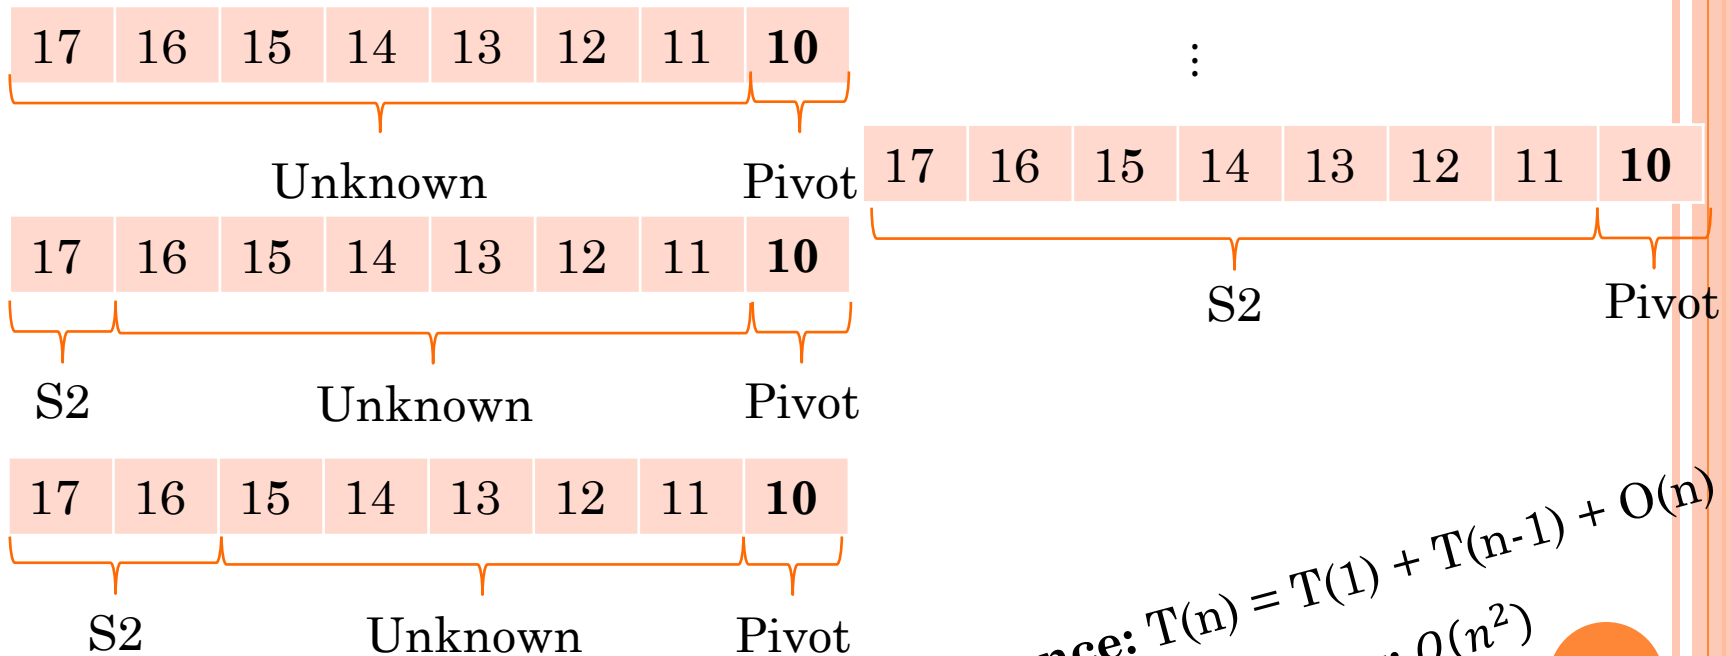 17 16 15 14 13 12 11 10
Unknown Pivot
17 16 15 14 13 12 11 10
S2 Unknown Pivot
17 16 15 14 13 12 11 10
S2 Unknown Pivot
⋮
17 16 15 14 13 12 11 10
S2 Pivot
T(n) = T(1) + T(n-1) + O(n)
O(n²)